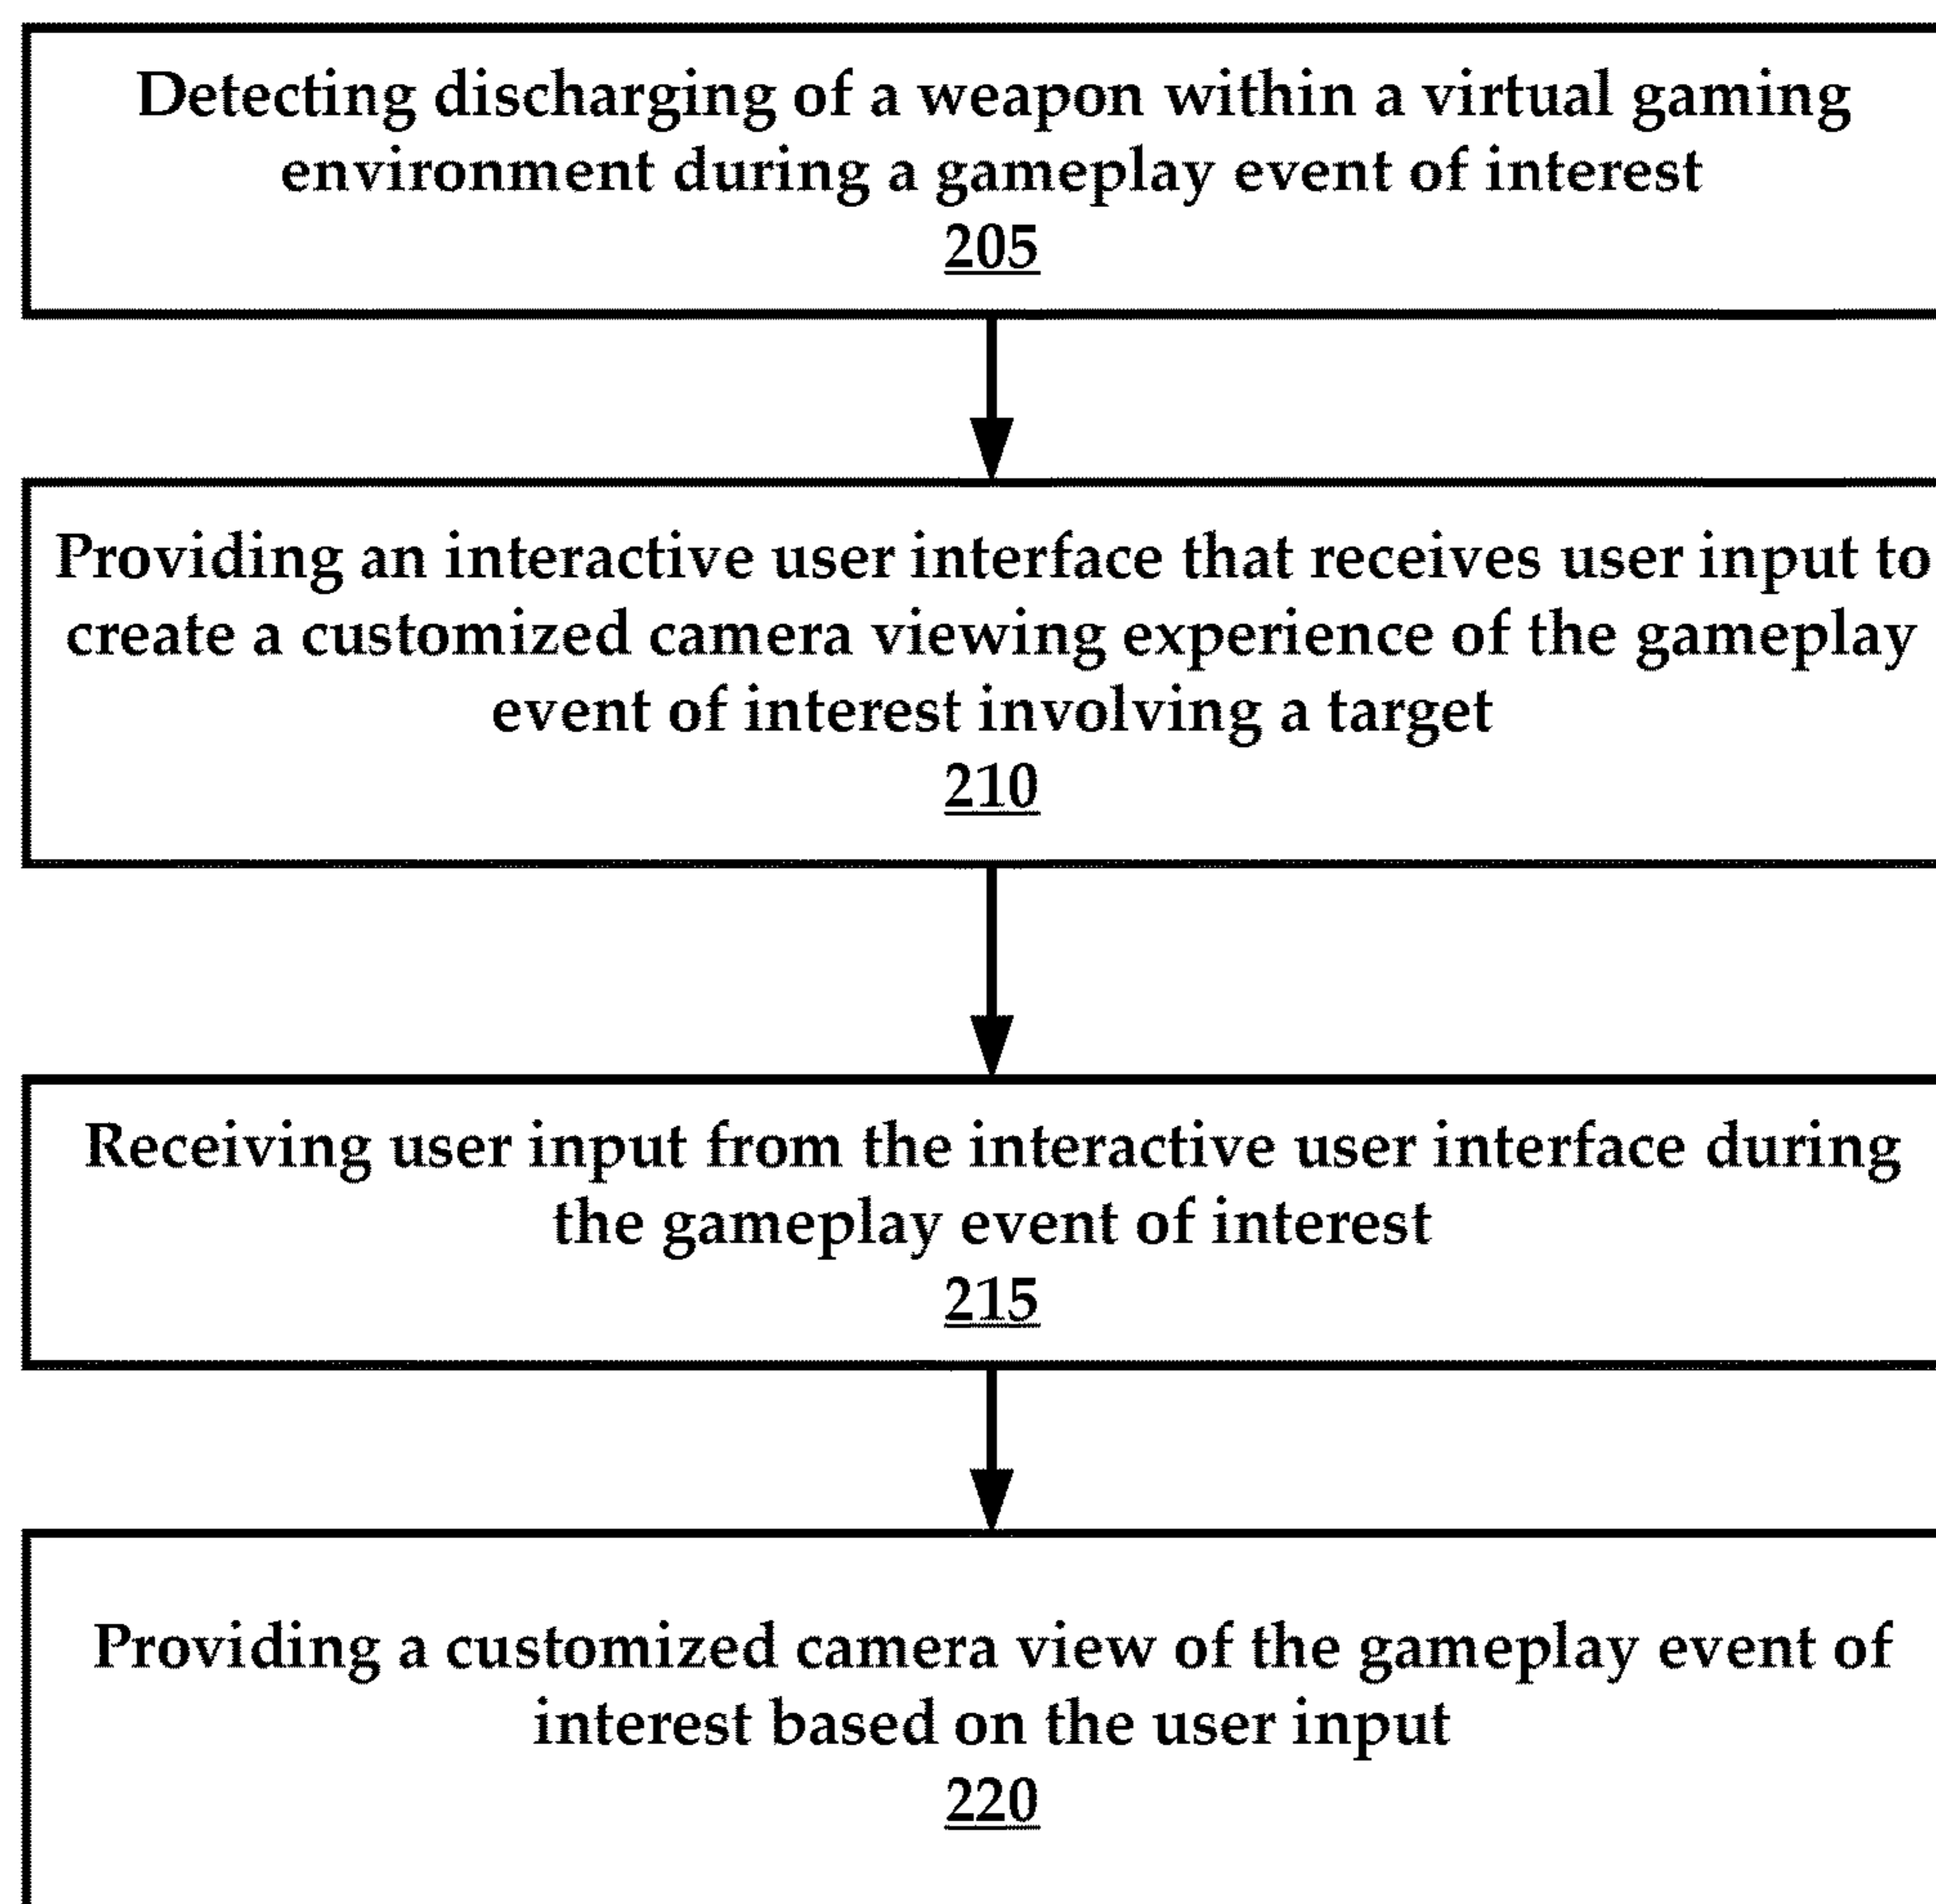 Detecting discharging of a weapon within a virtual gaming
environment during a gameplay event of interest
205
Providing an interactive user interface that receives user input to
create a customized camera viewing experience of the gameplay
event of interest involving a target
210
Receiving user input from the interactive user interface during
the gameplay event of interest
215
Providing a customized camera view of the gameplay event of
interest based on the user input
220